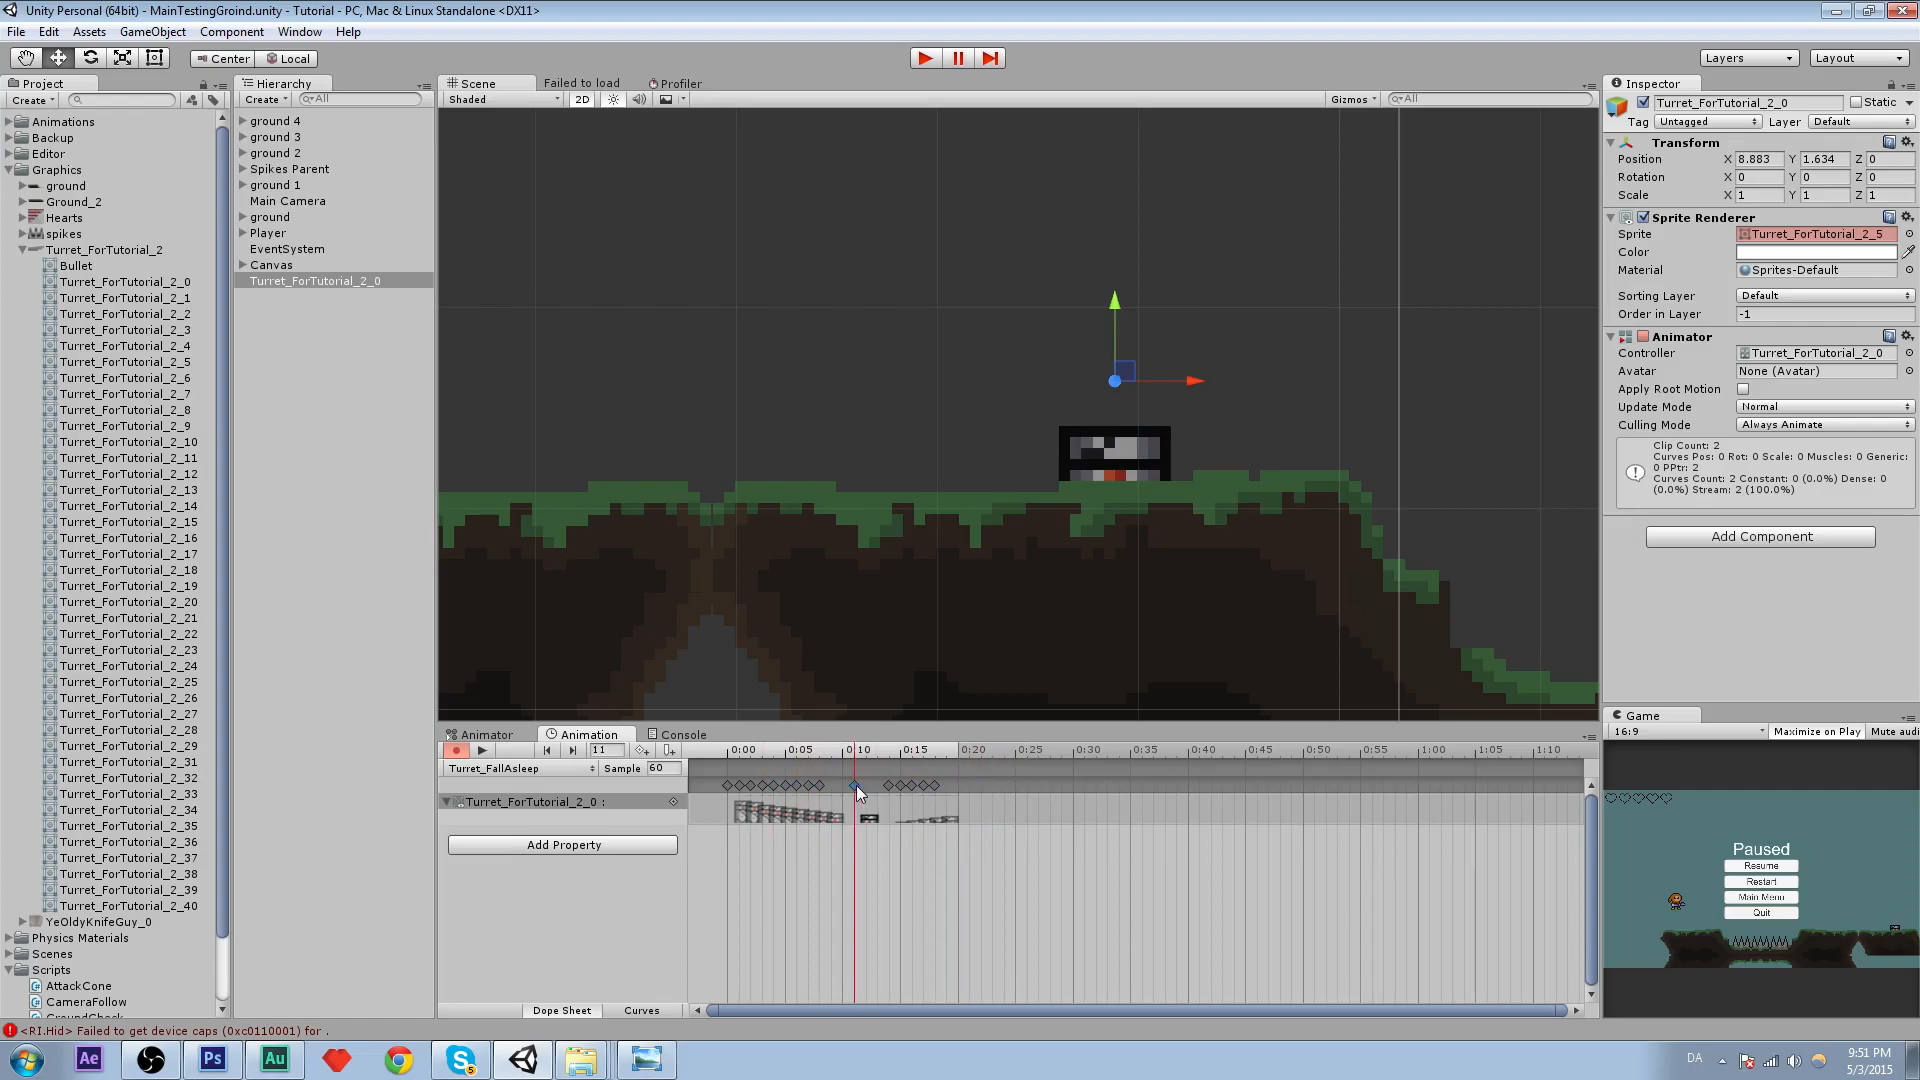 Unity Personal (64bit) - MainTestingGroind.unity - Tutorial - PC, Mac & Linux Standalone <DX11>
File Edit Assets GameObject Component Window Help
Center Local Layers Layout
Project
Create
Animations
Backup
Editor
Graphics
ground
Ground_2
Hearts
spikes
Turret_ForTutorial_2
Bullet
Turret_ForTutorial_2_0
Turret_ForTutorial_2_1
Turret_ForTutorial_2_2
Turret_ForTutorial_2_3
Turret_ForTutorial_2_4
Turret_ForTutorial_2_5
Turret_ForTutorial_2_6
Turret_ForTutorial_2_7
Turret_ForTutorial_2_8
Turret_ForTutorial_2_9
Turret_ForTutorial_2_10
Turret_ForTutorial_2_11
Turret_ForTutorial_2_12
Turret_ForTutorial_2_13
Turret_ForTutorial_2_14
Turret_ForTutorial_2_15
Turret_ForTutorial_2_16
Turret_ForTutorial_2_17
Turret_ForTutorial_2_18
Turret_ForTutorial_2_19
Turret_ForTutorial_2_20
Turret_ForTutorial_2_21
Turret_ForTutorial_2_22
Turret_ForTutorial_2_23
Turret_ForTutorial_2_24
Turret_ForTutorial_2_25
Turret_ForTutorial_2_26
Turret_ForTutorial_2_27
Turret_ForTutorial_2_28
Turret_ForTutorial_2_29
Turret_ForTutorial_2_31
Turret_ForTutorial_2_32
Turret_ForTutorial_2_33
Turret_ForTutorial_2_34
Turret_ForTutorial_2_35
Turret_ForTutorial_2_36
Turret_ForTutorial_2_37
Turret_ForTutorial_2_38
Turret_ForTutorial_2_39
Turret_ForTutorial_2_40
YeOldyKnifeGuy_0
Physics Materials
Scenes
Scripts
AttackCone
CameraFollow
GroundCheck
Hierarchy
Create All
ground 4
ground 3
ground 2
Spikes Parent
ground 1
Main Camera
ground
Player
EventSystem
Canvas
Turret_ForTutorial_2_0
Scene Failed to load Profiler
Shaded 2D Gizmos All
Animator Animation Console
11 0:00 0:05 0:10 0:15 0:20 0:25 0:30 0:35 0:40 0:45 0:50 0:55 1:00 1:05 1:10
Turret_FallAsleep Sample 60
Turret_ForTutorial_2_0 :
Add Property
Dope Sheet Curves
Inspector
Turret_ForTutorial_2_0 Static
Tag Untagged Layer Default
Transform
Position X 8.883 Y 1.634 Z 0
Rotation X 0 Y 0 Z 0
Scale X 1 Y 1 Z 1
Sprite Renderer
Sprite Turret_ForTutorial_2_5
Color
Material Sprites-Default
Sorting Layer Default
Order in Layer -1
Animator
Controller Turret_ForTutorial_2_0
Avatar None (Avatar)
Apply Root Motion
Update Mode Normal
Culling Mode Always Animate
Clip Count: 2
Curves Pos: 0 Rot: 0 Scale: 0 Muscles: 0 Generic:
0 PPtr: 2
Curves Count: 2 Constant: 0 (0.0%) Dense: 0
(0.0%) Stream: 2 (100.0%)
Add Component
Game
16:9 Maximize on Play Mute audi
Paused
Resume
Restart
Main Menu
Quit
<RI.Hid> Failed to get device caps (0xc0110001) for .
Ae Ps Au S 5
DA 9:51 PM
5/3/2015